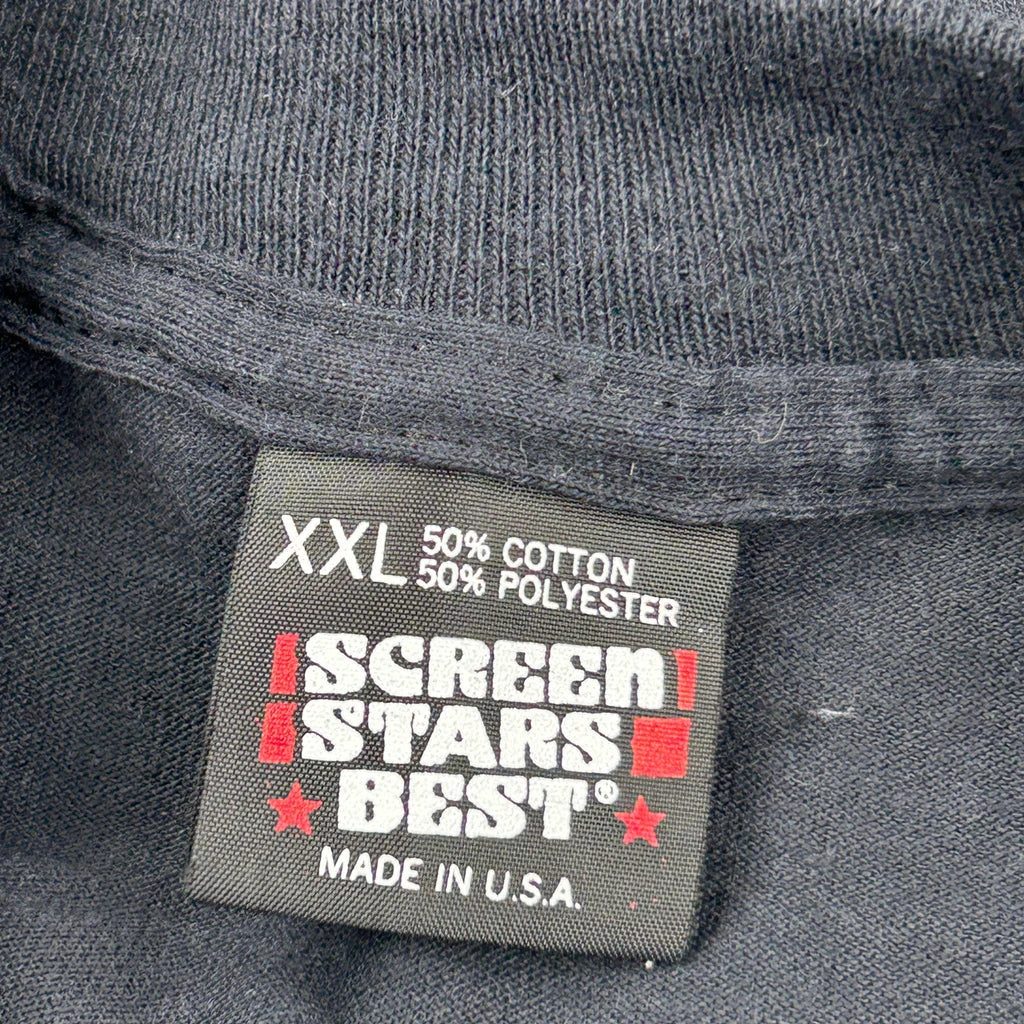 XXL 50% COTTON
50% POLYESTER
SCREEN
STARS
BEST®
MADE IN U.S.A.